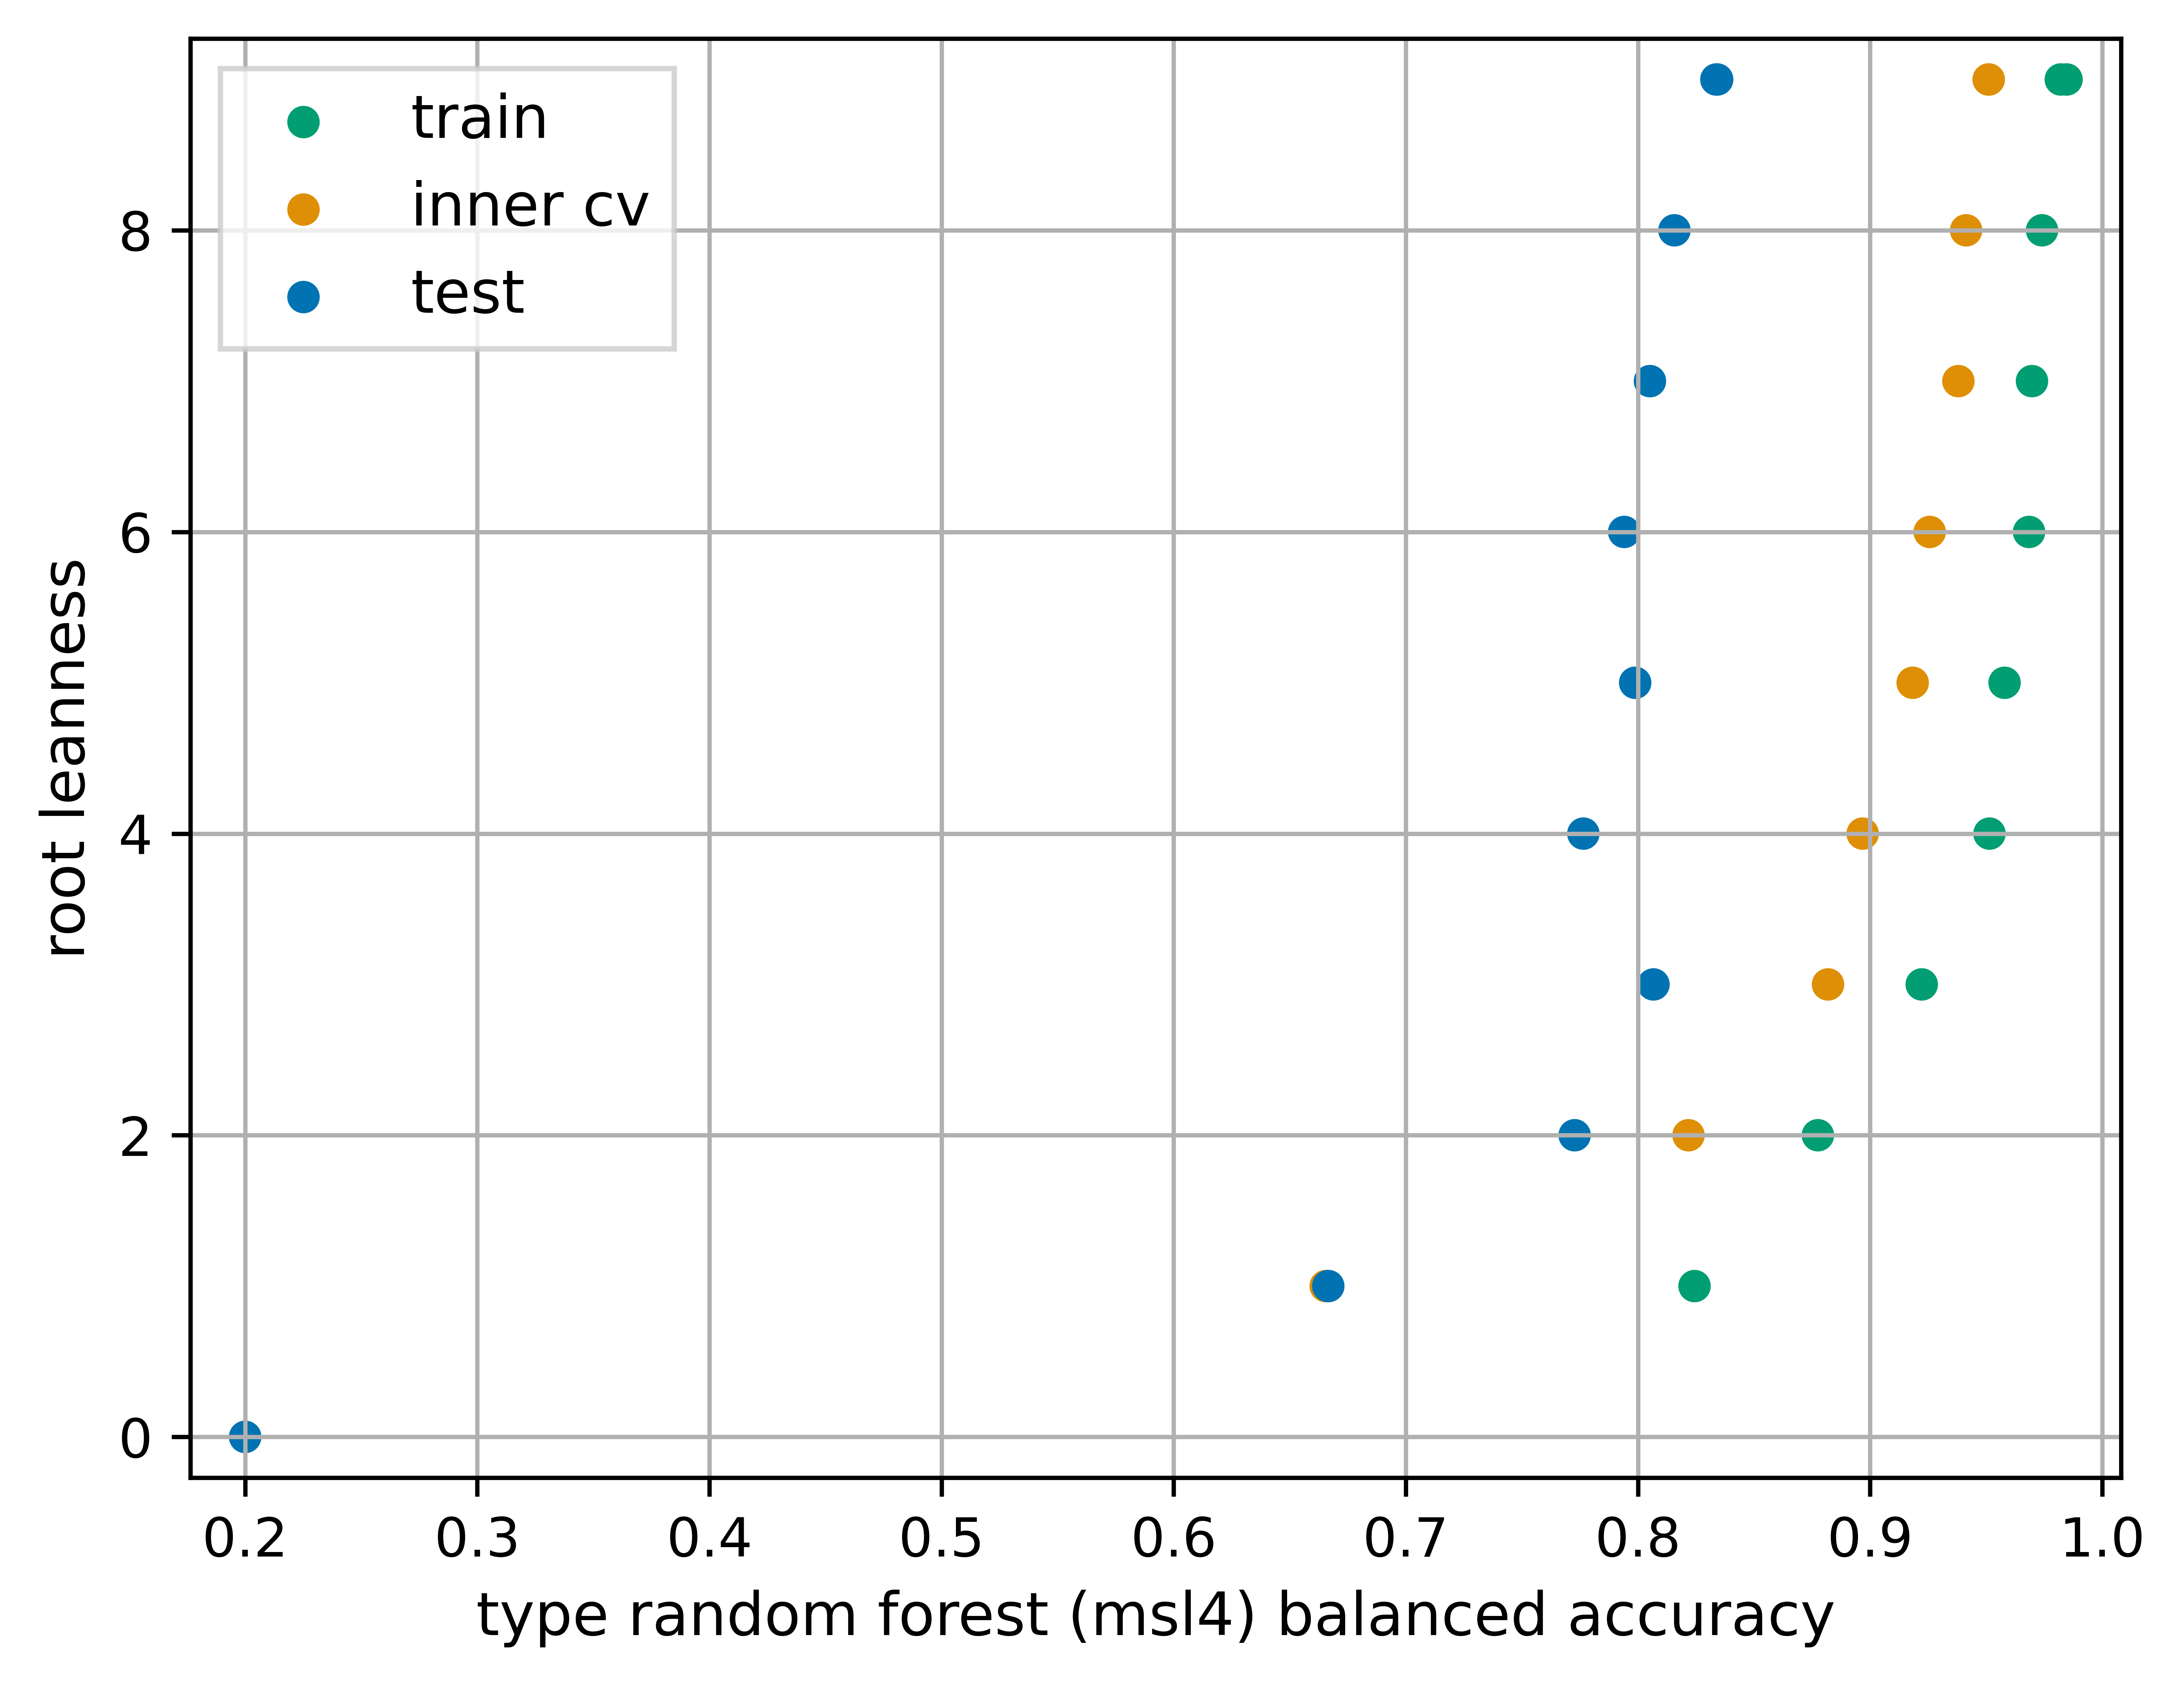 train
inner cv
test
8
6
4
2
0
root leanness
0.2 0.3 0.4 0.5 0.6 0.7 0.8 0.9 1.0
type random forest (msl4) balanced accuracy